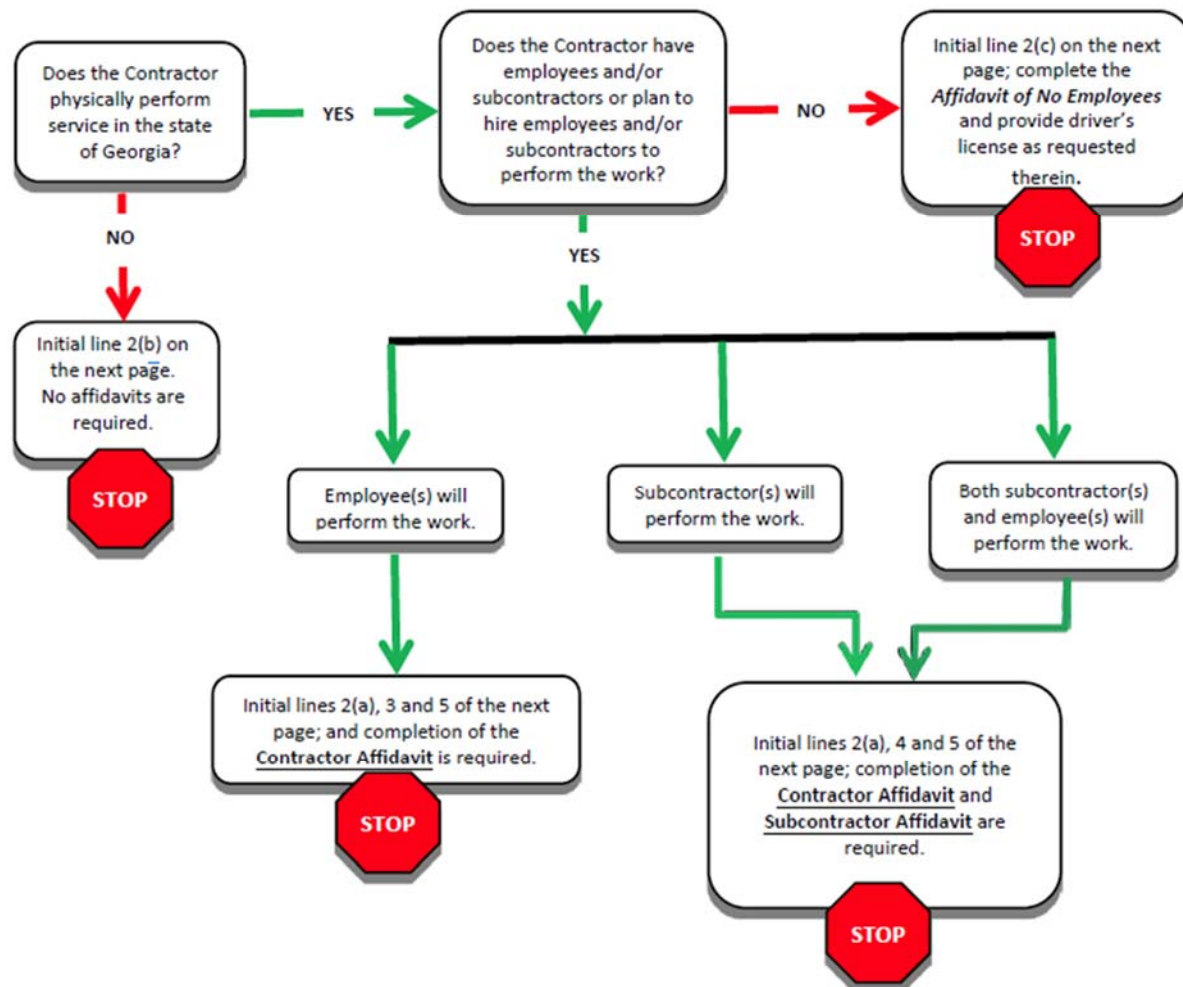 Does the Contractor
physically perform
service in the state
of Georgia?
YES
Does the Contractor have
employees and/or
subcontractors or plan to
hire employees and/or
subcontractors to
perform the work?
NO
Initial line 2(c) on the next
page; complete the
Affidavit of No Employees
and provide driver's
license as requested
therein.
STOP
NO
YES
Initial line 2(b) on
the next page.
No affidavits are
required.
STOP
Employee(s) will
perform the work.
Subcontractor(s) will
perform the work.
Both subcontractor(s)
and employee(s) will
perform the work.
Initial lines 2(a), 3 and 5 of the next
page; and completion of the
Contractor Affidavit is required.
STOP
Initial lines 2(a), 4 and 5 of the
next page; completion of the
Contractor Affidavit and
Subcontractor Affidavit are
required.
STOP